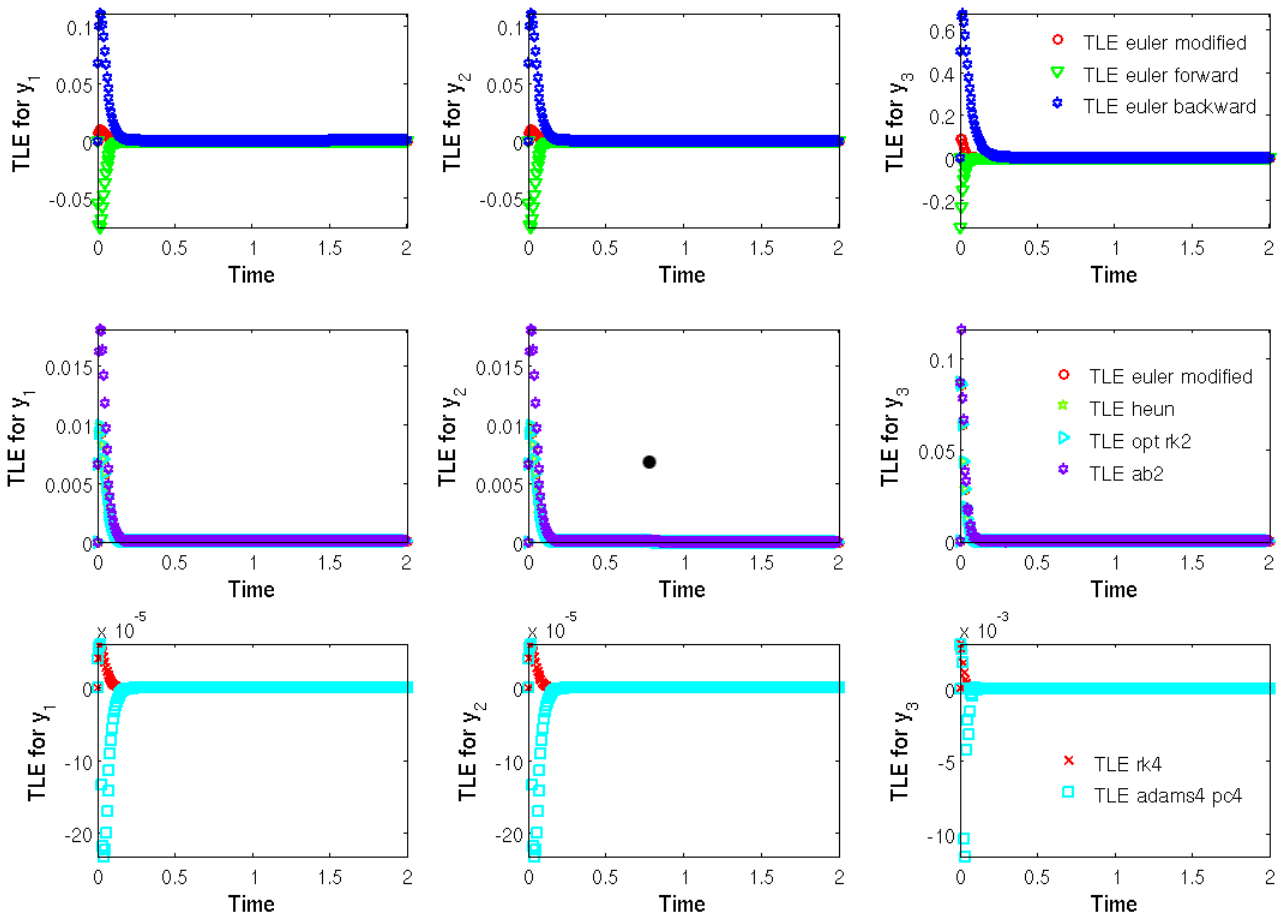 0.1
0.05
0
-0.05
TLE for y1
0 0.5 1 1.5 2
Time
0.1
0.05
0
-0.05
TLE for y2
0 0.5 1 1.5 2
Time
0.6
0.4
0.2
0
-0.2
TLE for y3
0 0.5 1 1.5 2
Time
TLE euler modified
TLE euler forward
TLE euler backward
0.015
0.01
0.005
0
TLE for y1
0 0.5 1 1.5 2
Time
0.015
0.01
0.005
0
TLE for y2
0 0.5 1 1.5 2
Time
0.1
0.05
0
TLE for y3
0 0.5 1 1.5 2
Time
TLE euler modified
TLE heun
TLE opt rk2
TLE ab2
x 10-5
0
-10
-20
TLE for y1
0 0.5 1 1.5 2
Time
x 10-5
0
-10
-20
TLE for y2
0 0.5 1 1.5 2
Time
x 10-3
0
-5
-10
TLE for y3
0 0.5 1 1.5 2
Time
TLE rk4
TLE adams4 pc4